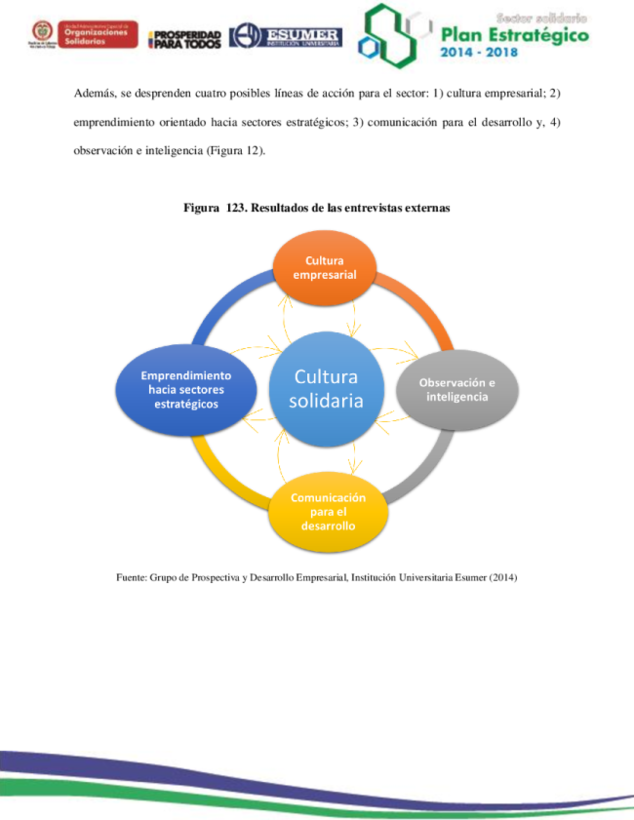 Unidad Administrativa Especial de
Organizaciones
Solidarias
PROSPERIDAD
PARA TODOS
ESUMER
INSTITUCIÓN UNIVERSITARIA
Sector solidario
Plan Estratégico
2014 - 2018
Además, se desprenden cuatro posibles líneas de acción para el sector: 1) cultura empresarial; 2)
emprendimiento orientado hacia sectores estratégicos; 3) comunicación para el desarrollo y, 4)
observación e inteligencia (Figura 12).
Figura 123. Resultados de las entrevistas externas
Cultura
empresarial
Emprendimiento
hacia sectores
estratégicos
Cultura
solidaria
Observación e
inteligencia
Comunicación
para el
desarrollo
Fuente: Grupo de Prospectiva y Desarrollo Empresarial, Institución Universitaria Esumer (2014)